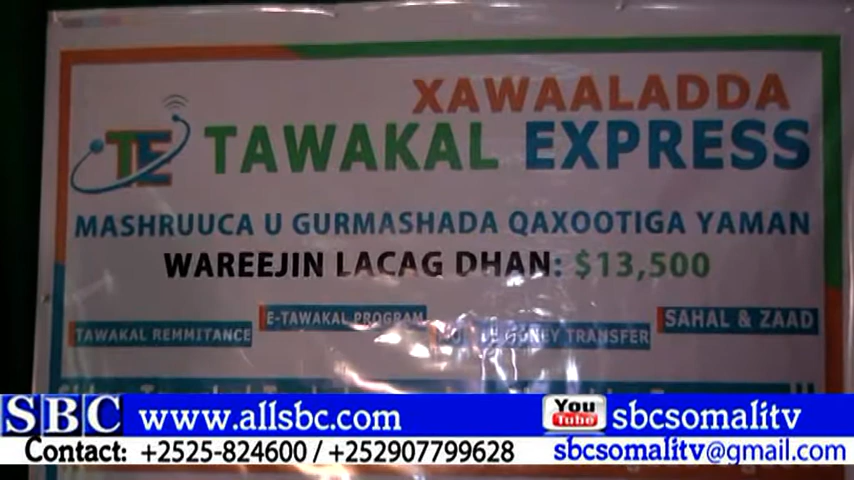 XAWAALADDA
TE TAWAKAL EXPRESS
MASHRUUCA U GURMASHADA QAXOOTIGA YAMAN
WAREEJIN LACAG DHAN: $13,500
TAWAKAL REMMITANCE
E-TAWAKAL PROGRAM
MONEY TRANSFER
SAHAL & ZAAD
SBC www.allsbc.com
You Tube sbcsomalitv
Contact: +2525-824600 / +252907799628
sbcsomalitv@gmail.com